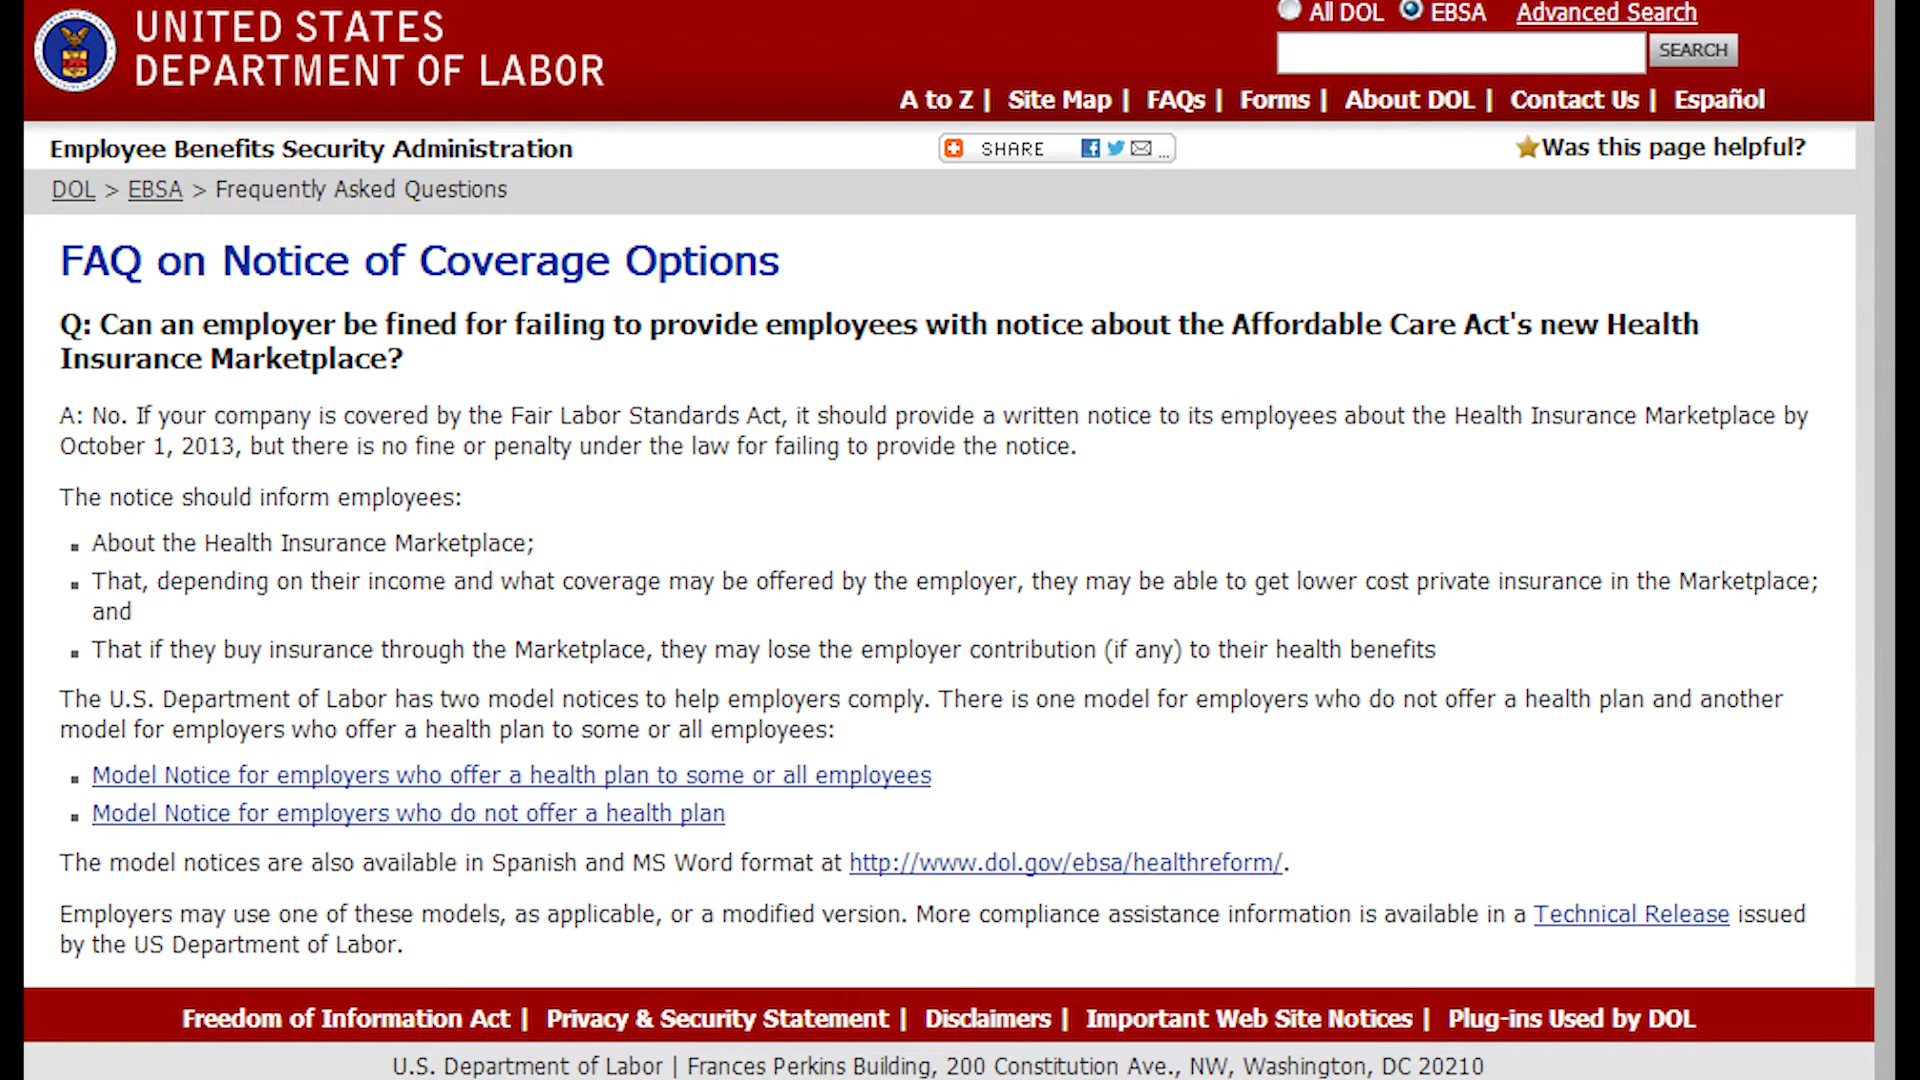 UNITED STATES
DEPARTMENT OF LABOR
All DOL EBSA Advanced Search
SEARCH
A to Z | Site Map | FAQs | Forms | About DOL | Contact Us | Español
Employee Benefits Security Administration
SHARE ...
Was this page helpful?
DOL > EBSA > Frequently Asked Questions
FAQ on Notice of Coverage Options
Q: Can an employer be fined for failing to provide employees with notice about the Affordable Care Act's new Health
Insurance Marketplace?
A: No. If your company is covered by the Fair Labor Standards Act, it should provide a written notice to its employees about the Health Insurance Marketplace by
October 1, 2013, but there is no fine or penalty under the law for failing to provide the notice.
The notice should inform employees:
About the Health Insurance Marketplace;
That, depending on their income and what coverage may be offered by the employer, they may be able to get lower cost private insurance in the Marketplace;
and
That if they buy insurance through the Marketplace, they may lose the employer contribution (if any) to their health benefits
The U.S. Department of Labor has two model notices to help employers comply. There is one model for employers who do not offer a health plan and another
model for employers who offer a health plan to some or all employees:
Model Notice for employers who offer a health plan to some or all employees
Model Notice for employers who do not offer a health plan
The model notices are also available in Spanish and MS Word format at http://www.dol.gov/ebsa/healthreform/.
Employers may use one of these models, as applicable, or a modified version. More compliance assistance information is available in a Technical Release issued
by the US Department of Labor.
Freedom of Information Act | Privacy & Security Statement | Disclaimers | Important Web Site Notices | Plug-ins Used by DOL
U.S. Department of Labor | Frances Perkins Building, 200 Constitution Ave., NW, Washington, DC 20210